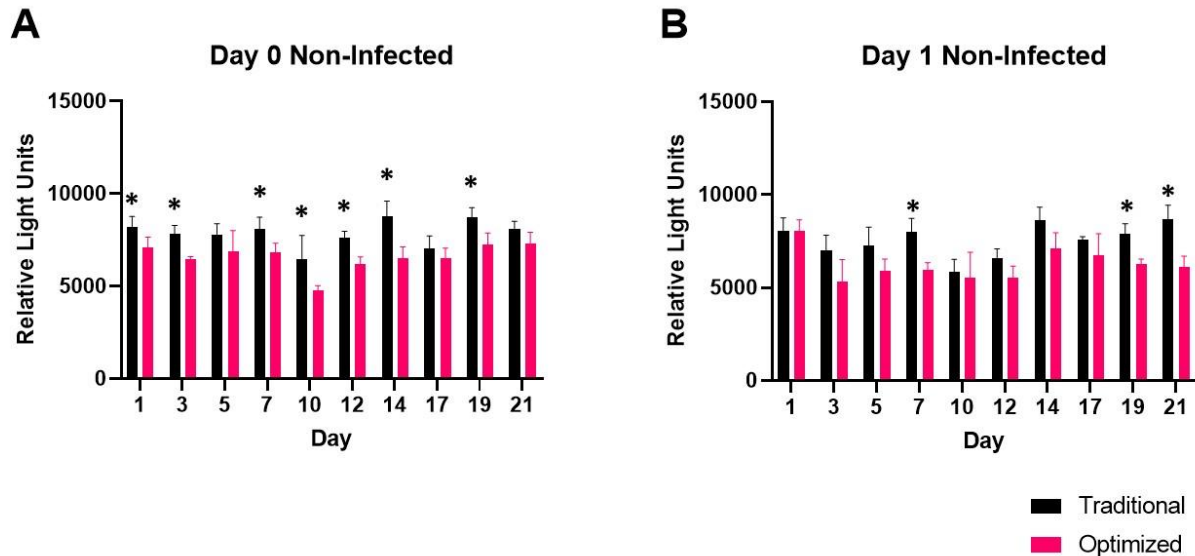 A
Day 0 Non-Infected
Relative Light Units
15000
10000
5000
0
* * * * * * *
1 3 5 7 10 12 14 17 19 21
Day
B
Day 1 Non-Infected
Relative Light Units
15000
10000
5000
0
* * *
1 3 5 7 10 12 14 17 19 21
Day
Traditional
Optimized